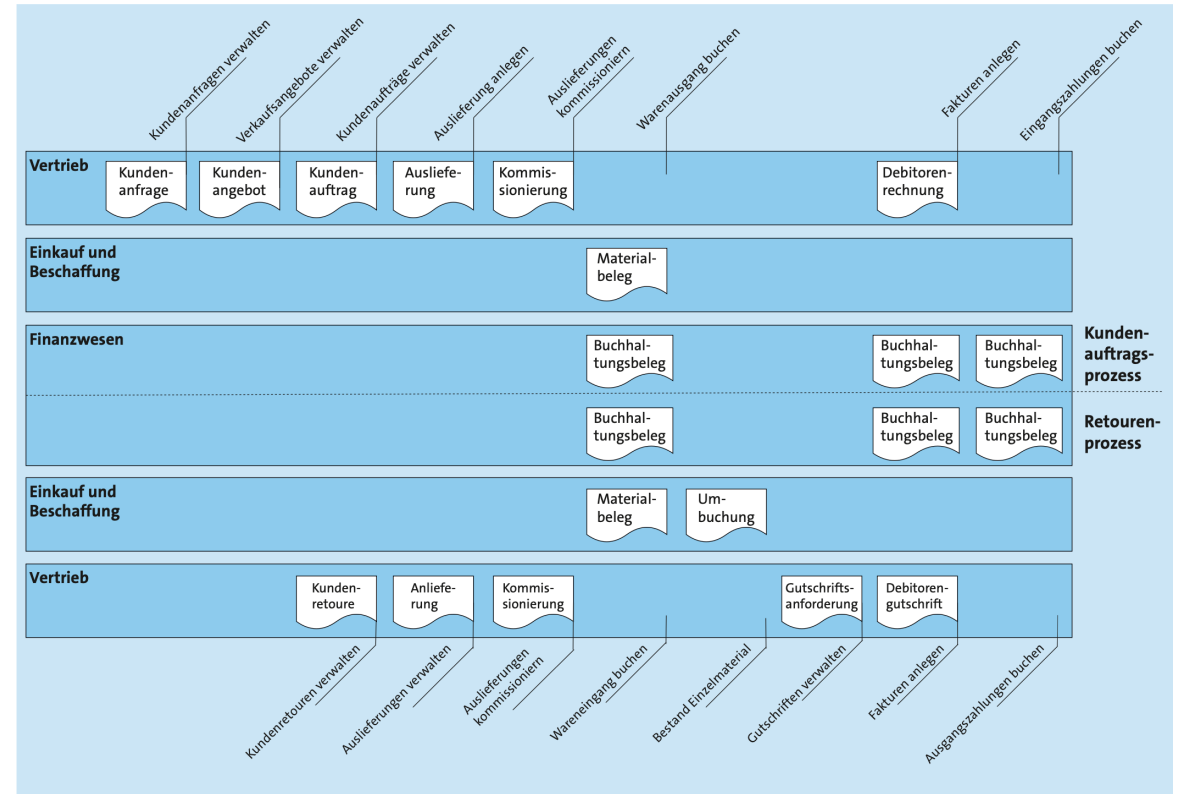 Kundenanfragen verwalten
Verkaufsangebote verwalten
Kundenaufträge verwalten
Auslieferung anlegen
Auslieferungen
kommissioniern
Warenausgang buchen
Fakturen anlegen
Eingangszahlungen buchen
Vertrieb
Kunden-
anfrage
Kunden-
angebot
Kunden-
auftrag
Ausliefe-
rung
Kommis-
sionierung
Debitoren-
rechnung
Einkauf und
Beschaffung
Material-
beleg
Finanzwesen
Buchhal-
tungsbeleg
Buchhal-
tungsbeleg
Buchhal-
tungsbeleg
Kunden-
auftrags-
prozess
Buchhal-
tungsbeleg
Buchhal-
tungsbeleg
Buchhal-
tungsbeleg
Retouren-
prozess
Einkauf und
Beschaffung
Material-
beleg
Um-
buchung
Vertrieb
Kunden-
retoure
Anliefe-
rung
Kommis-
sionierung
Gutschrifts-
anforderung
Debitoren-
gutschrift
Kundenretouren verwalten
Auslieferungen verwalten
Auslieferungen
kommissioniern
Wareneingang buchen
Bestand Einzelmaterial
Gutschriften verwalten
Fakturen anlegen
Ausgangszahlungen buchen